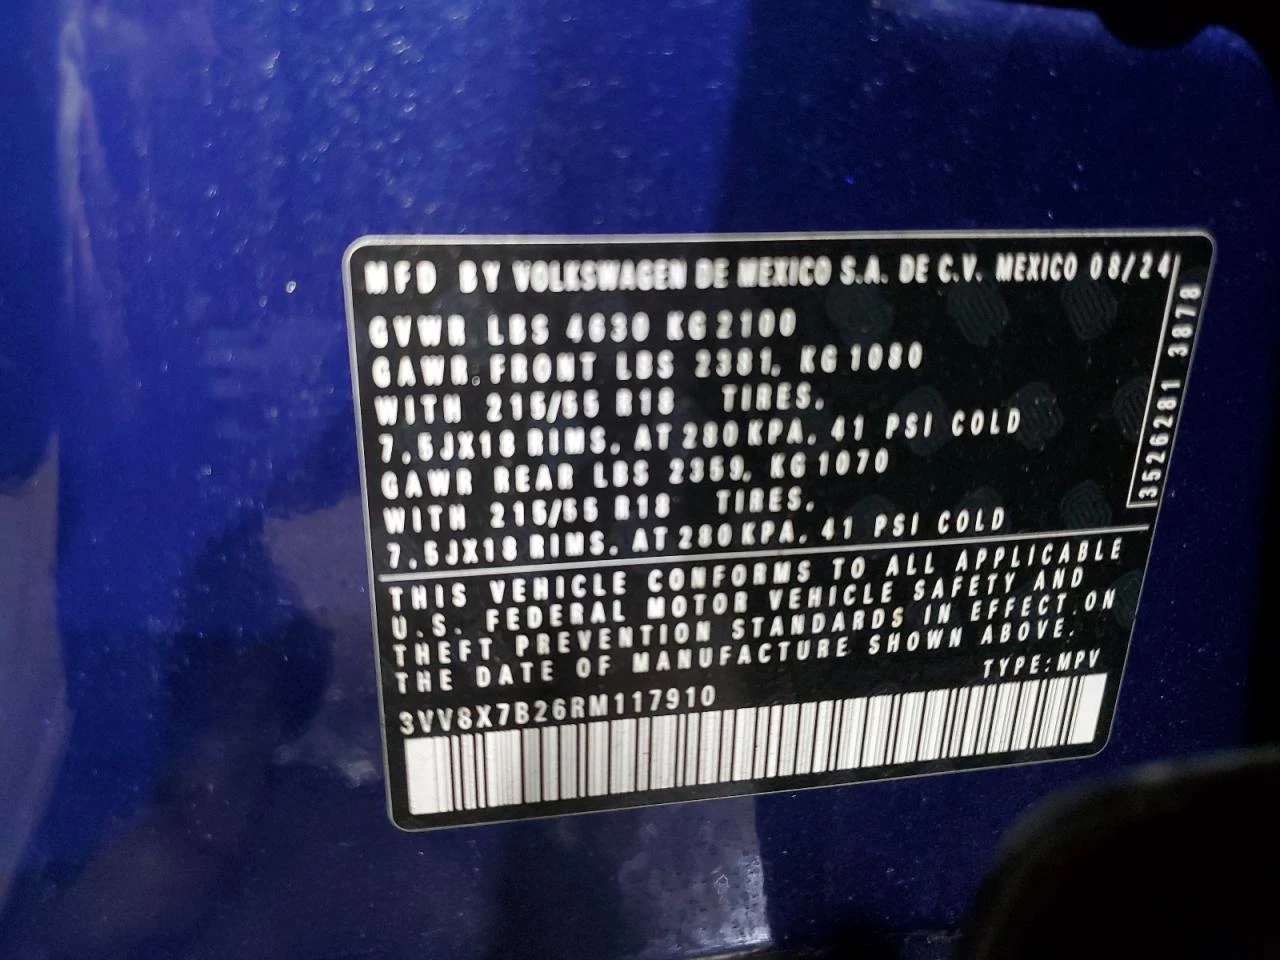 MFD BY VOLKSWAGEN DE MEXICO S.A. DE C.V. MEXICO 08/24
GVWR LBS 4630 KG 2100
GAWR FRONT LBS 2381, KG 1080
WITH 215/55 R18 TIRES,
7.5JX18 RIMS, AT 280 KPA, 41 PSI COLD
GAWR REAR LBS 2359, KG 1070
WITH 215/55 R18 TIRES,
7.5JX18 RIMS, AT 280 KPA, 41 PSI COLD
THIS VEHICLE CONFORMS TO ALL APPLICABLE
U.S. FEDERAL MOTOR VEHICLE SAFETY AND
THEFT PREVENTION STANDARDS IN EFFECT ON
THE DATE OF MANUFACTURE SHOWN ABOVE.
TYPE:MPV
3VV8X7B26RM117910
3526281 3878